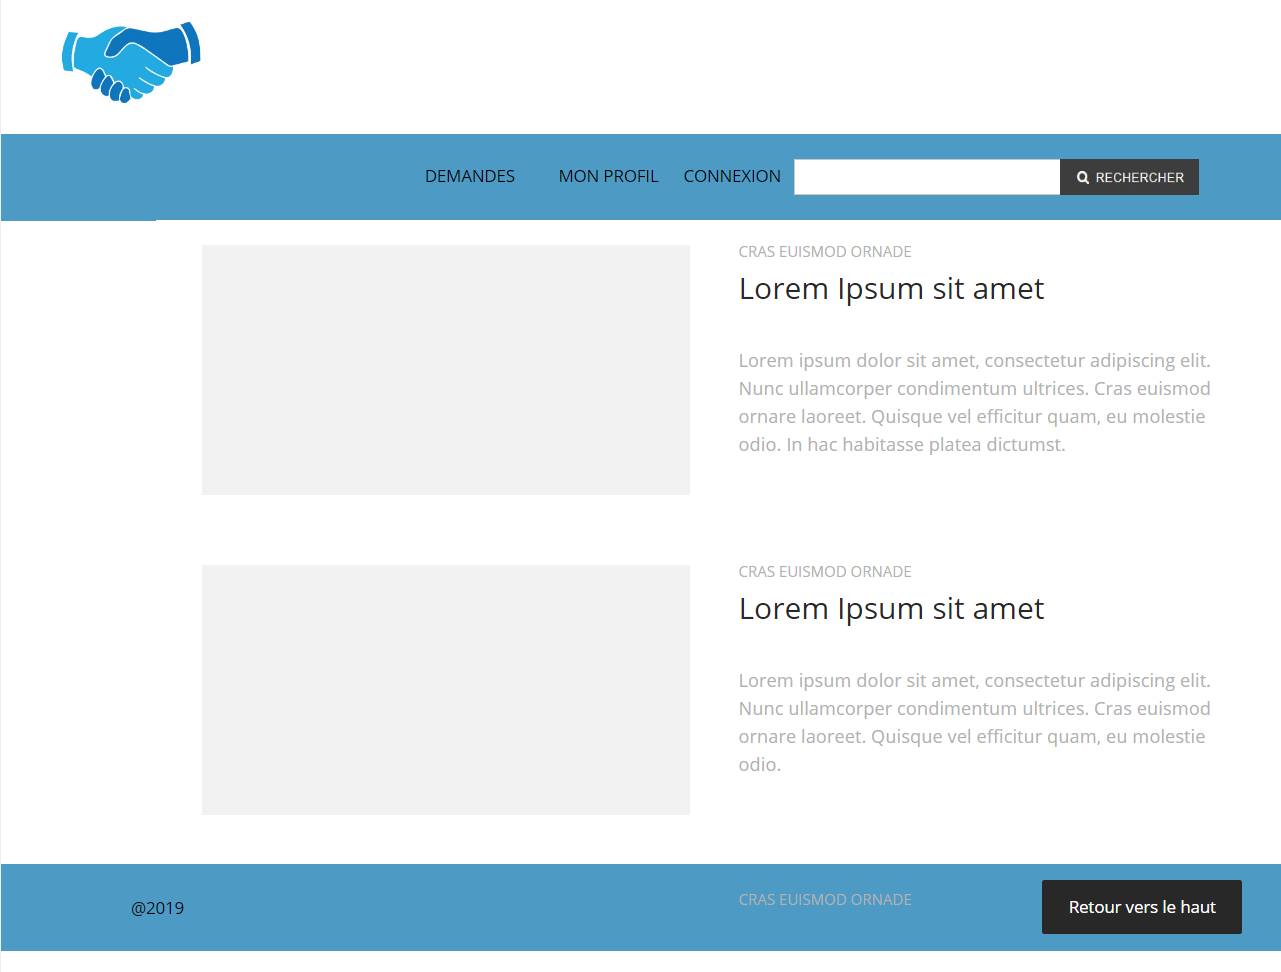 DEMANDES MON PROFIL CONNEXION RECHERCHER
CRAS EUISMOD ORNADE
Lorem Ipsum sit amet
Lorem ipsum dolor sit amet, consectetur adipiscing elit.
Nunc ullamcorper condimentum ultrices. Cras euismod
ornare laoreet. Quisque vel efficitur quam, eu molestie
odio. In hac habitasse platea dictumst.
CRAS EUISMOD ORNADE
Lorem Ipsum sit amet
Lorem ipsum dolor sit amet, consectetur adipiscing elit.
Nunc ullamcorper condimentum ultrices. Cras euismod
ornare laoreet. Quisque vel efficitur quam, eu molestie
odio.
@2019 CRAS EUISMOD ORNADE Retour vers le haut